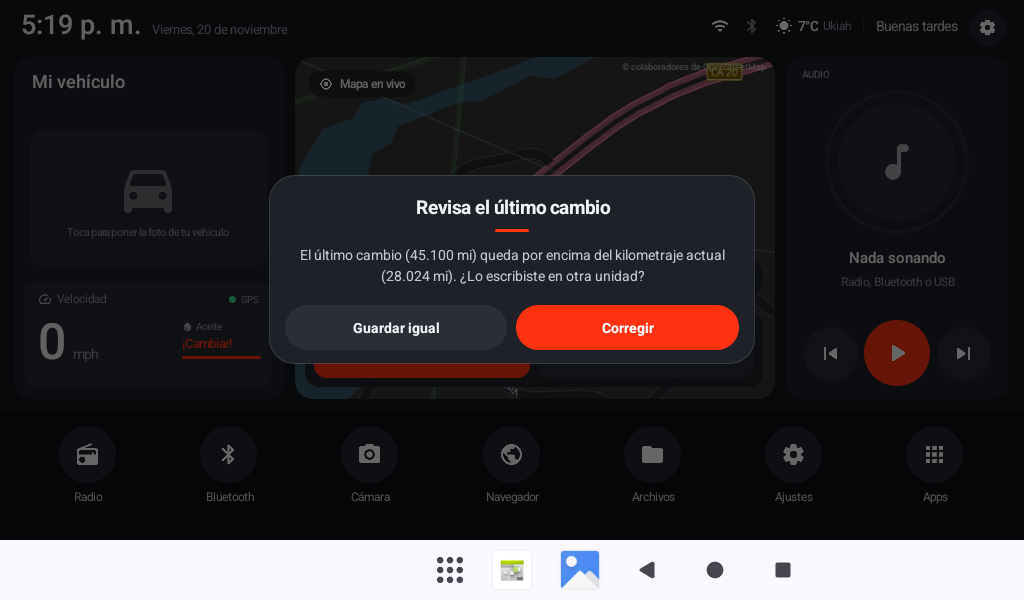 5:19 p. m.
Viernes, 20 de noviembre
7°C Ukiah
Buenas tardes
Mi vehículo
Toca para poner la foto de tu vehículo
Velocidad
GPS
0 mph
Aceite
¡Cambiar!
Mapa en vivo
© colaboradores de OpenStreetMap
CA 20
AUDIO
Nada sonando
Radio, Bluetooth o USB
Revisa el último cambio
El último cambio (45.100 mi) queda por encima del kilometraje actual
(28.024 mi). ¿Lo escribiste en otra unidad?
Guardar igual
Corregir
Radio
Bluetooth
Cámara
Navegador
Archivos
Ajustes
Apps